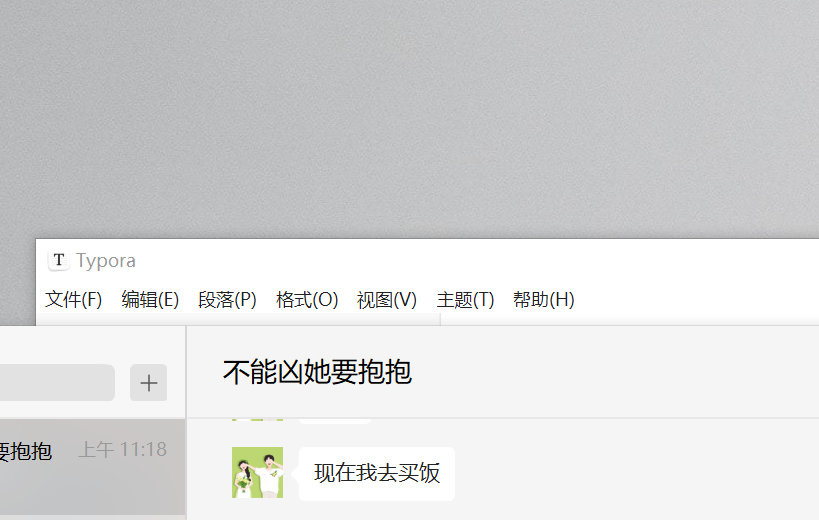 T Typora
文件(F) 编辑(E) 段落(P) 格式(O) 视图(V) 主题(T) 帮助(H)
不能凶她要抱抱
要抱抱 上午 11:18
现在我去买饭